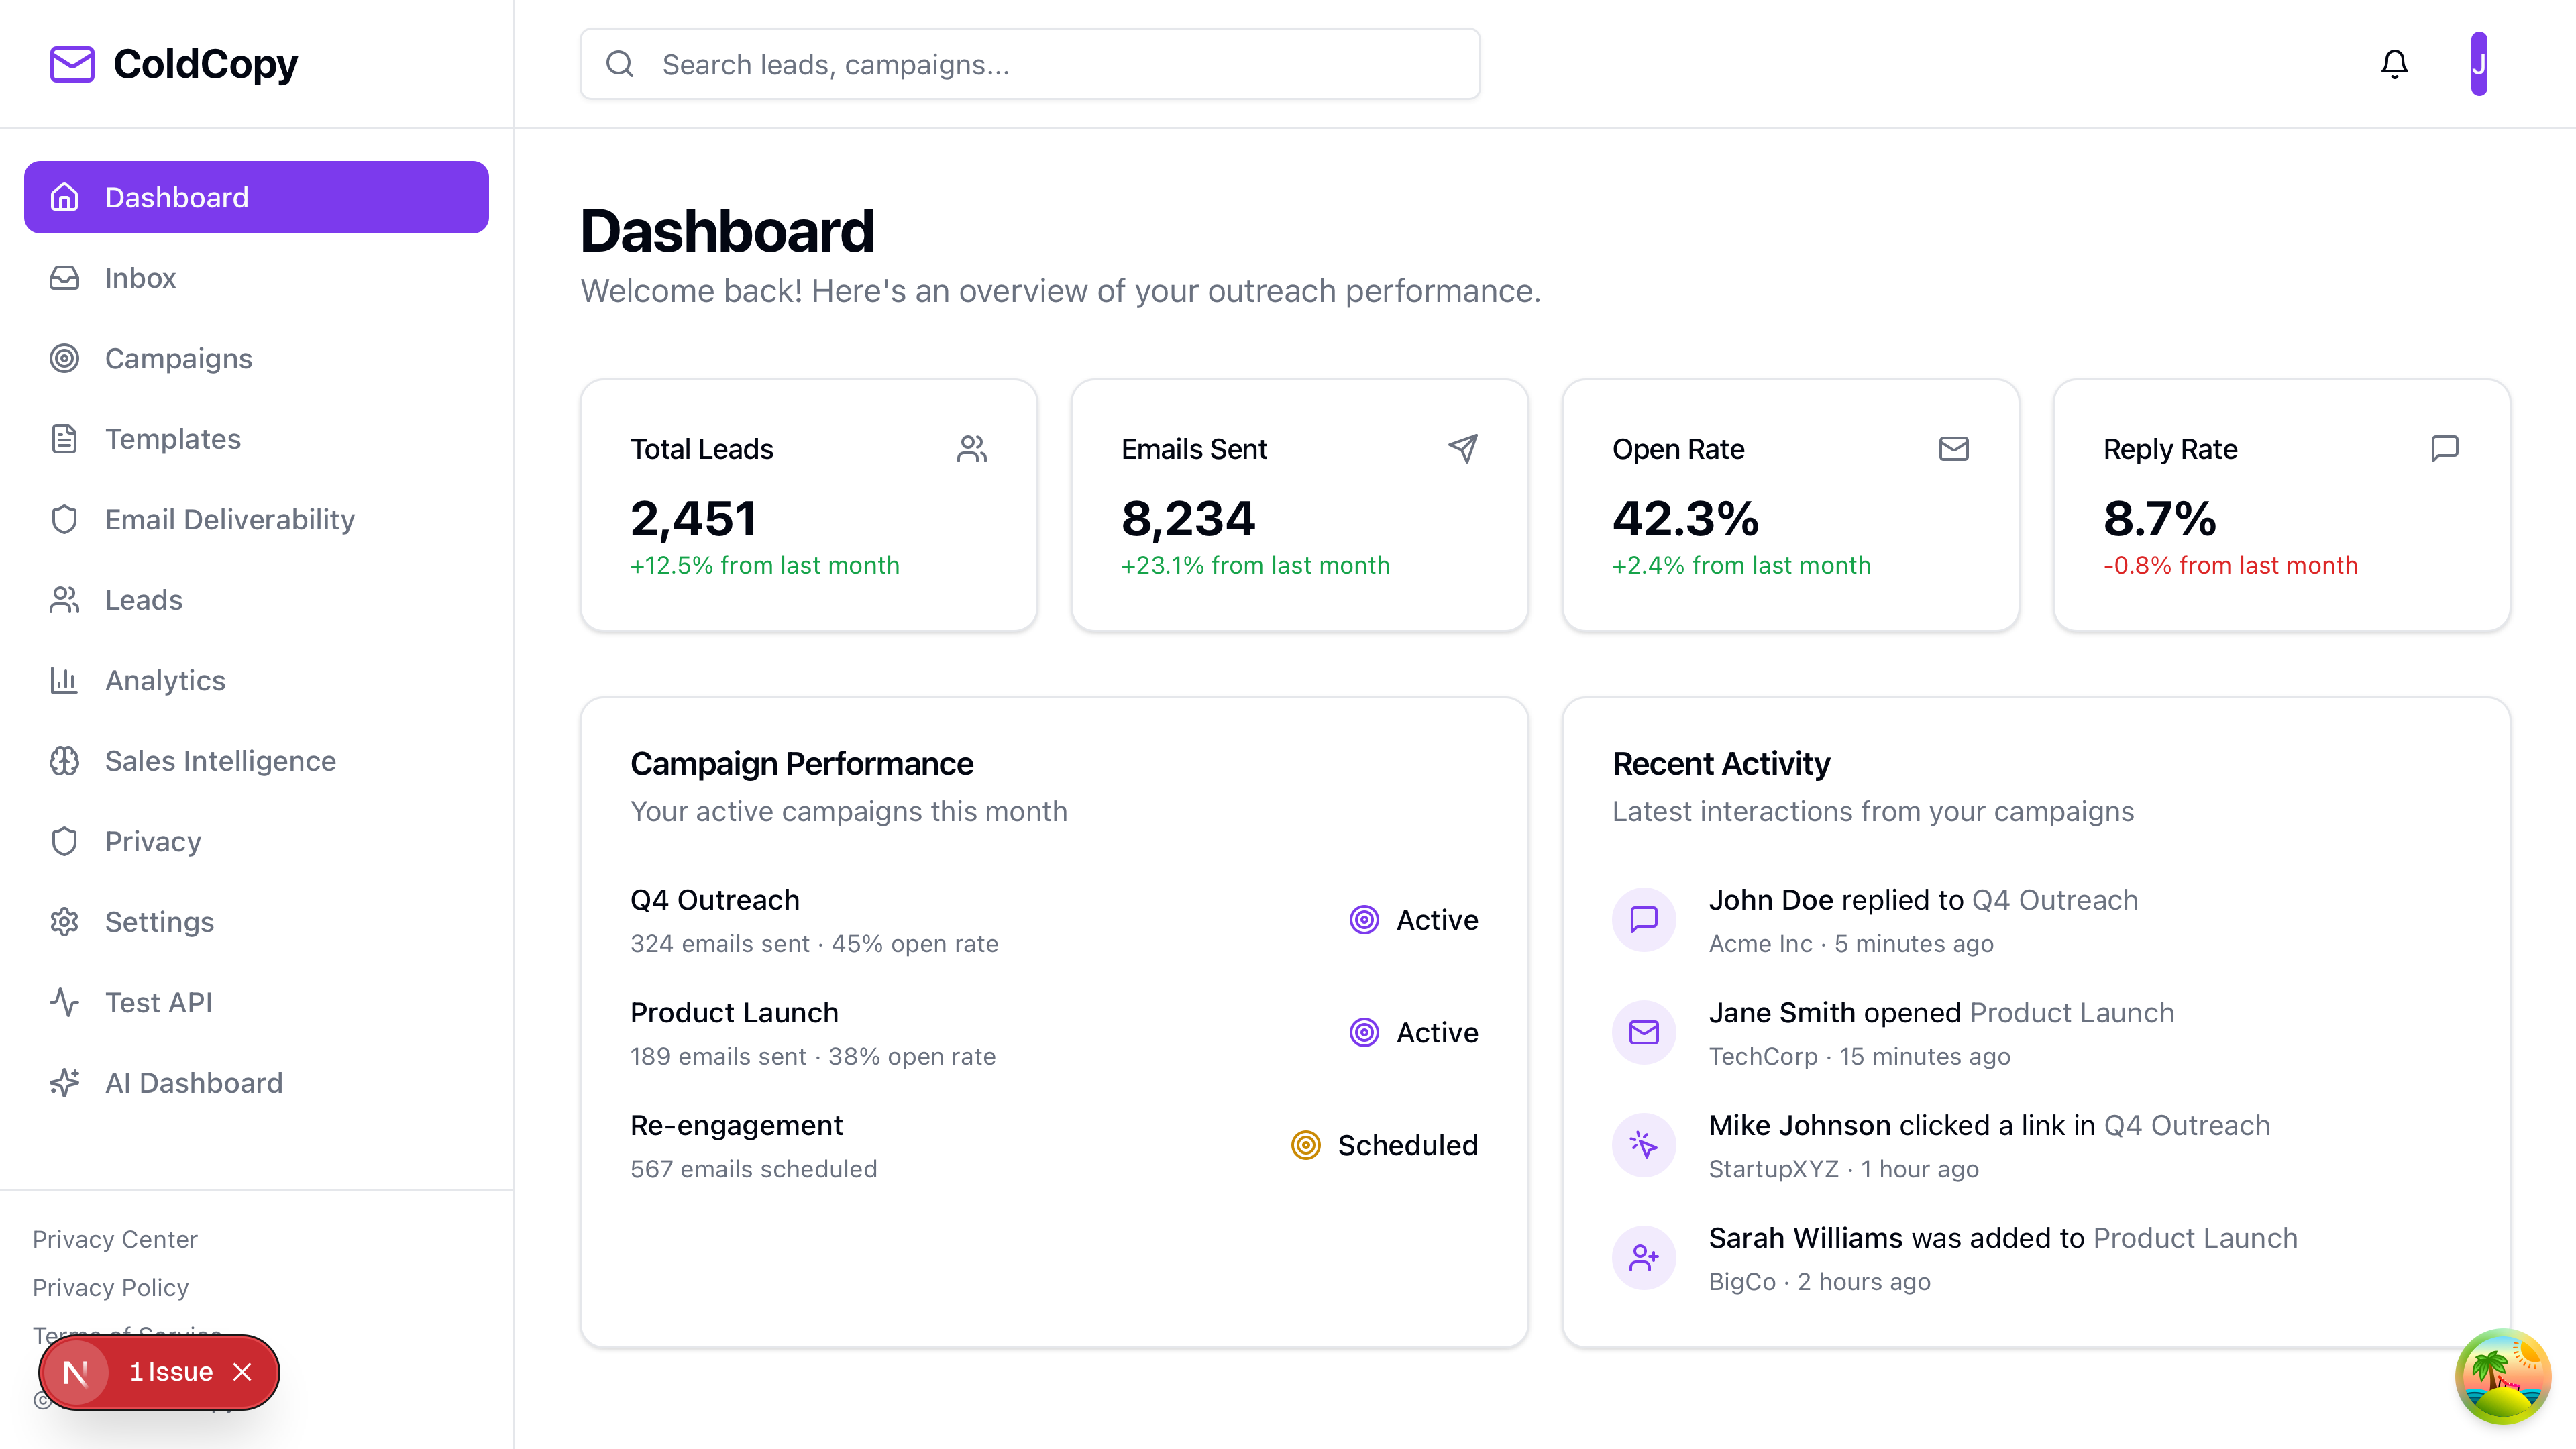 ColdCopy
Search leads, campaigns...
J
Dashboard
Inbox
Campaigns
Templates
Email Deliverability
Leads
Analytics
Sales Intelligence
Privacy
Settings
Test API
AI Dashboard
Privacy Center
Privacy Policy
Terms of Service
©
N 1 Issue
Dashboard
Welcome back! Here's an overview of your outreach performance.
Total Leads
2,451
+12.5% from last month
Emails Sent
8,234
+23.1% from last month
Open Rate
42.3%
+2.4% from last month
Reply Rate
8.7%
-0.8% from last month
Campaign Performance
Your active campaigns this month
Q4 Outreach
324 emails sent · 45% open rate
Active
Product Launch
189 emails sent · 38% open rate
Active
Re-engagement
567 emails scheduled
Scheduled
Recent Activity
Latest interactions from your campaigns
John Doe replied to Q4 Outreach
Acme Inc · 5 minutes ago
Jane Smith opened Product Launch
TechCorp · 15 minutes ago
Mike Johnson clicked a link in Q4 Outreach
StartupXYZ · 1 hour ago
Sarah Williams was added to Product Launch
BigCo · 2 hours ago